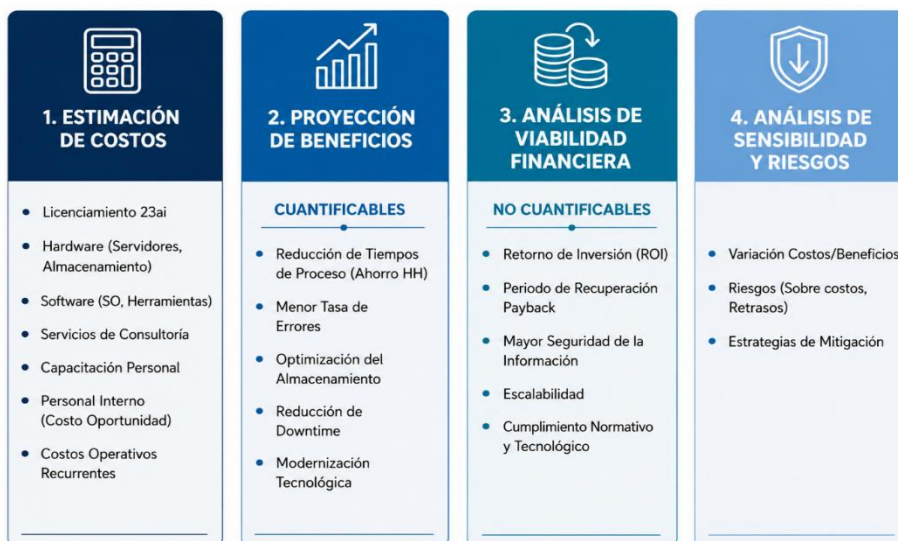 1. ESTIMACIÓN
DE COSTOS
• Licenciamiento 23ai
• Hardware (Servidores,
Almacenamiento)
• Software (SO, Herramientas)
• Servicios de Consultoría
• Capacitación Personal
• Personal Interno
(Costo Oportunidad)
• Costos Operativos
Recurrentes
2. PROYECCIÓN
DE BENEFICIOS
CUANTIFICABLES
• Reducción de Tiempos
de Proceso (Ahorro HH)
• Menor Tasa de
Errores
• Optimización del
Almacenamiento
• Reducción de
Downtime
• Modernización
Tecnológica
3. ANÁLISIS DE
VIABILIDAD
FINANCIERA
NO CUANTIFICABLES
• Retorno de Inversión (ROI)
• Periodo de Recuperación
Payback
• Mayor Seguridad de la
Información
• Escalabilidad
• Cumplimiento Normativo
y Tecnológico
4. ANÁLISIS DE
SENSIBILIDAD
Y RIESGOS
• Variación Costos/Beneficios
• Riesgos (Sobre costos,
Retrasos)
• Estrategias de Mitigación